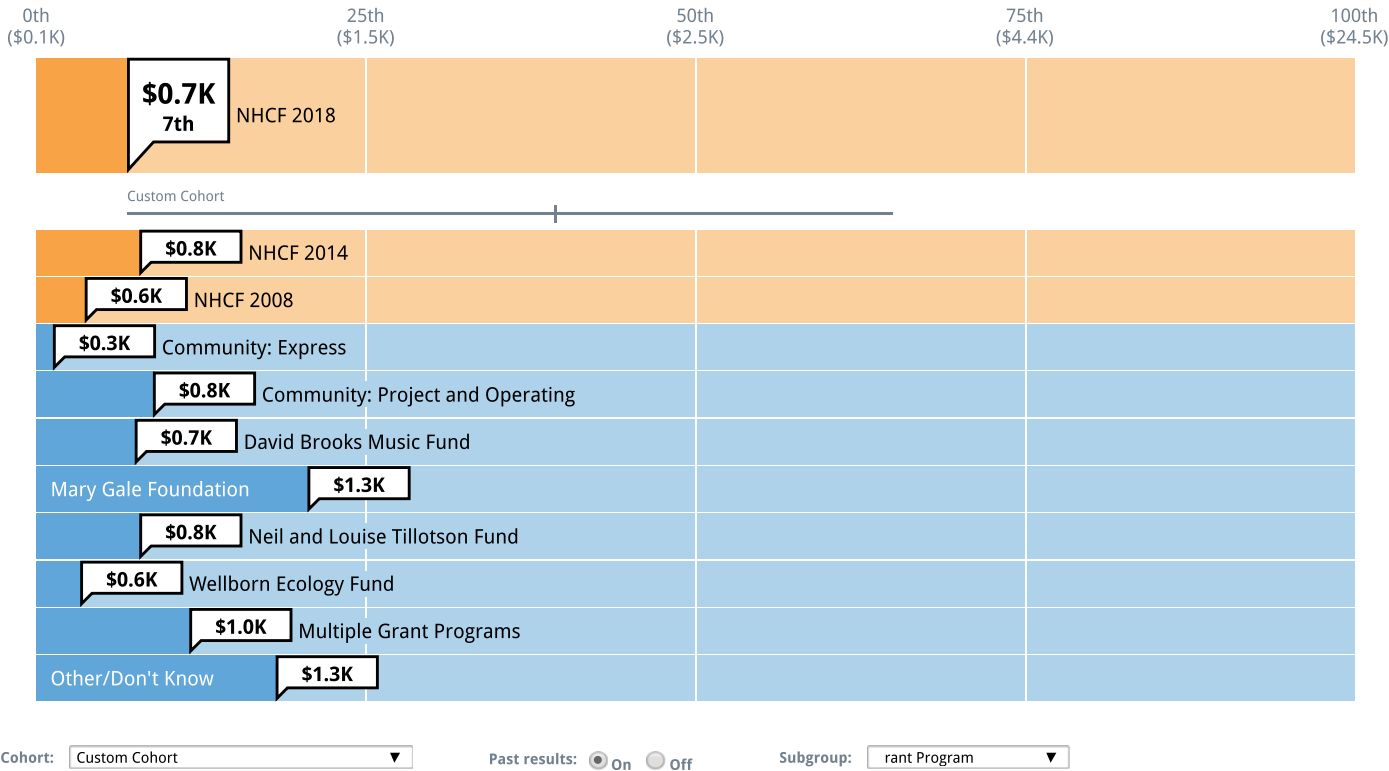 0th 25th 50th 75th 100th
($0.1K) ($1.5K) ($2.5K) ($4.4K) ($24.5K)
$0.7K
7th
NHCF 2018
Custom Cohort
$0.8K NHCF 2014
$0.6K NHCF 2008
$0.3K Community: Express
$0.8K Community: Project and Operating
$0.7K David Brooks Music Fund
Mary Gale Foundation $1.3K
$0.8K Neil and Louise Tillotson Fund
$0.6K Wellborn Ecology Fund
$1.0K Multiple Grant Programs
Other/Don't Know $1.3K
Cohort: Custom Cohort Past results: On Off Subgroup: rant Program